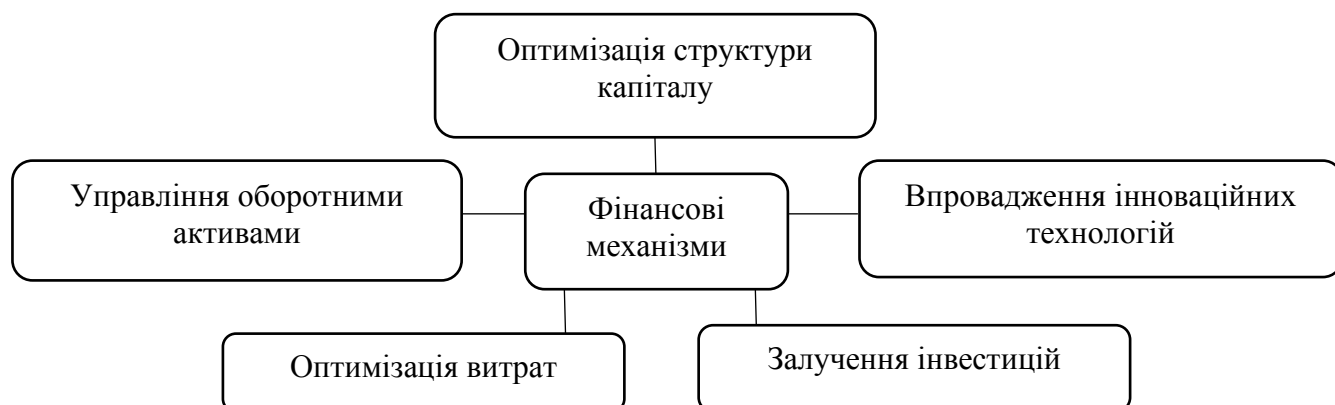 Оптимізація структури
капіталу
Управління оборотними
активами
Фінансові
механізми
Впровадження інноваційних
технологій
Оптимізація витрат
Залучення інвестицій